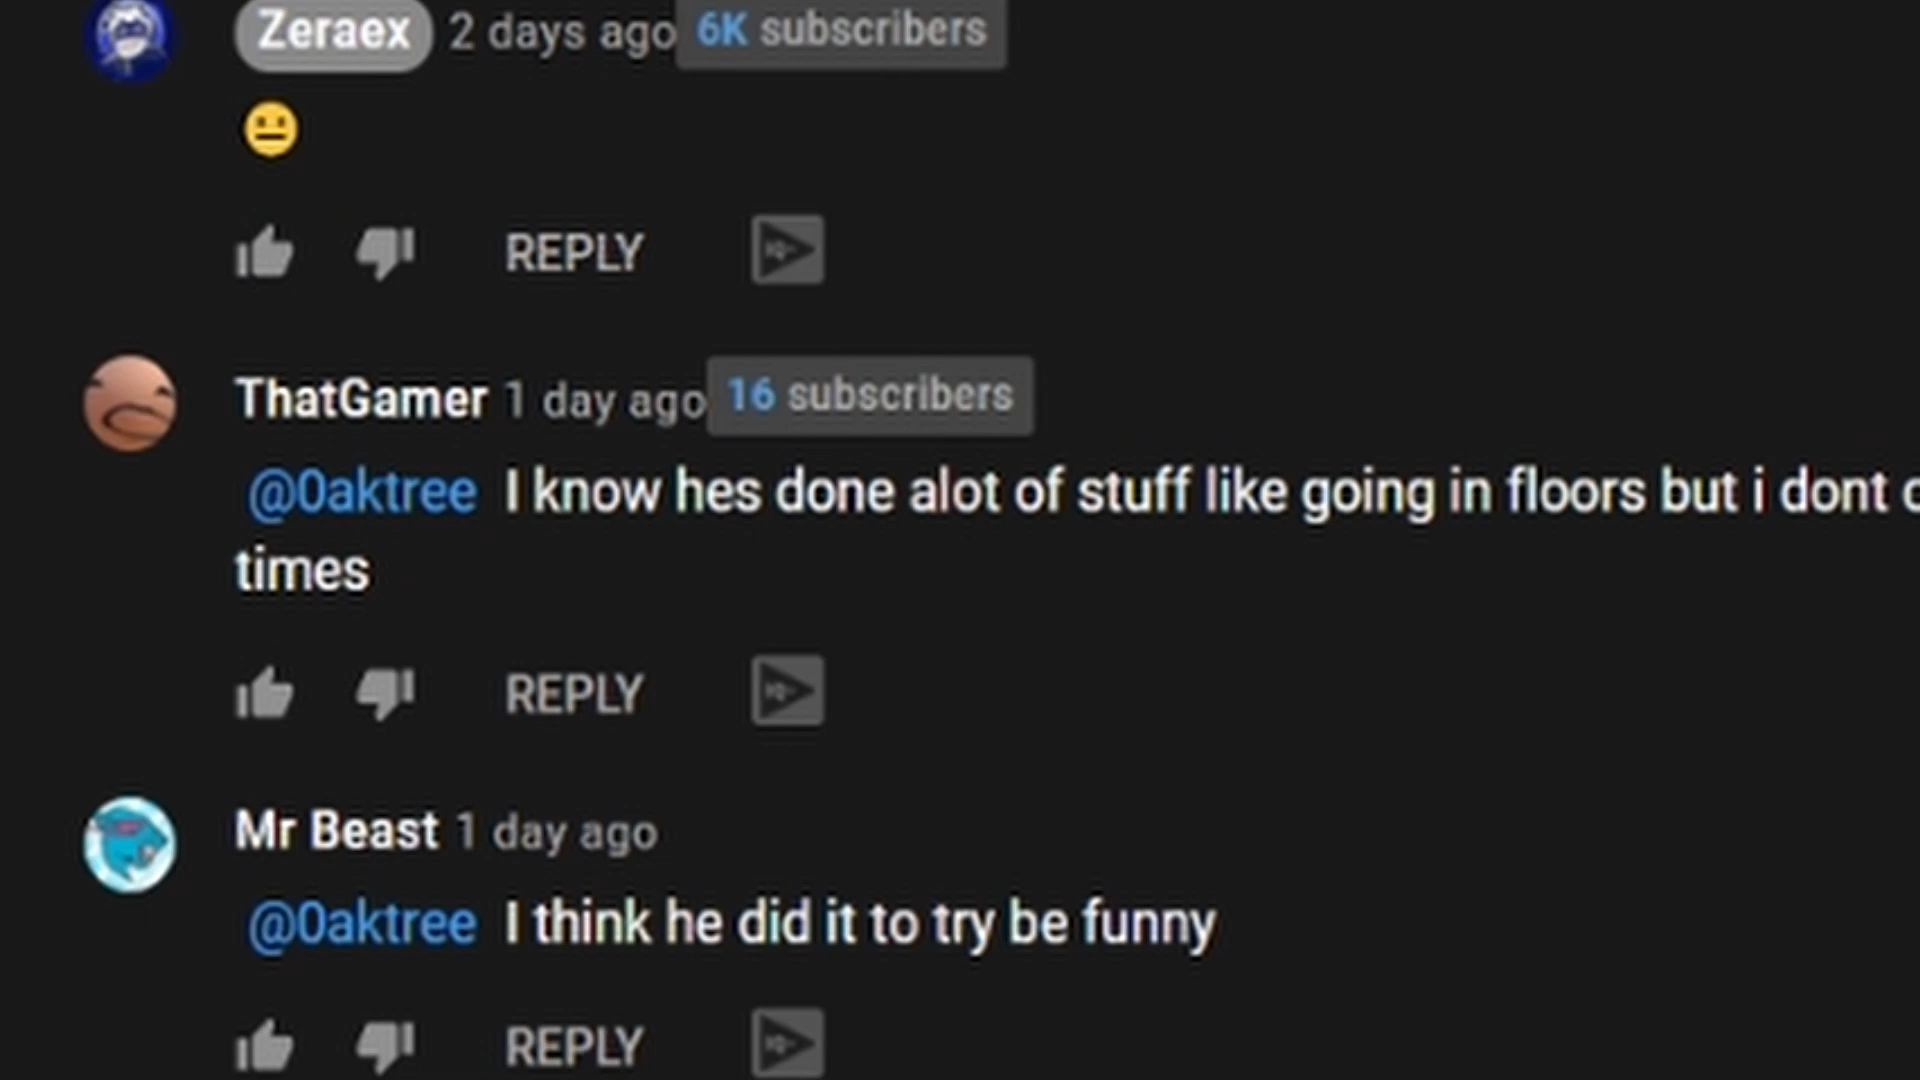 Zeraex 2 days ago 6K subscribers
😐
REPLY
ThatGamer 1 day ago 16 subscribers
@0aktree I know hes done alot of stuff like going in floors but i dont
times
REPLY
Mr Beast 1 day ago
@0aktree I think he did it to try be funny
REPLY